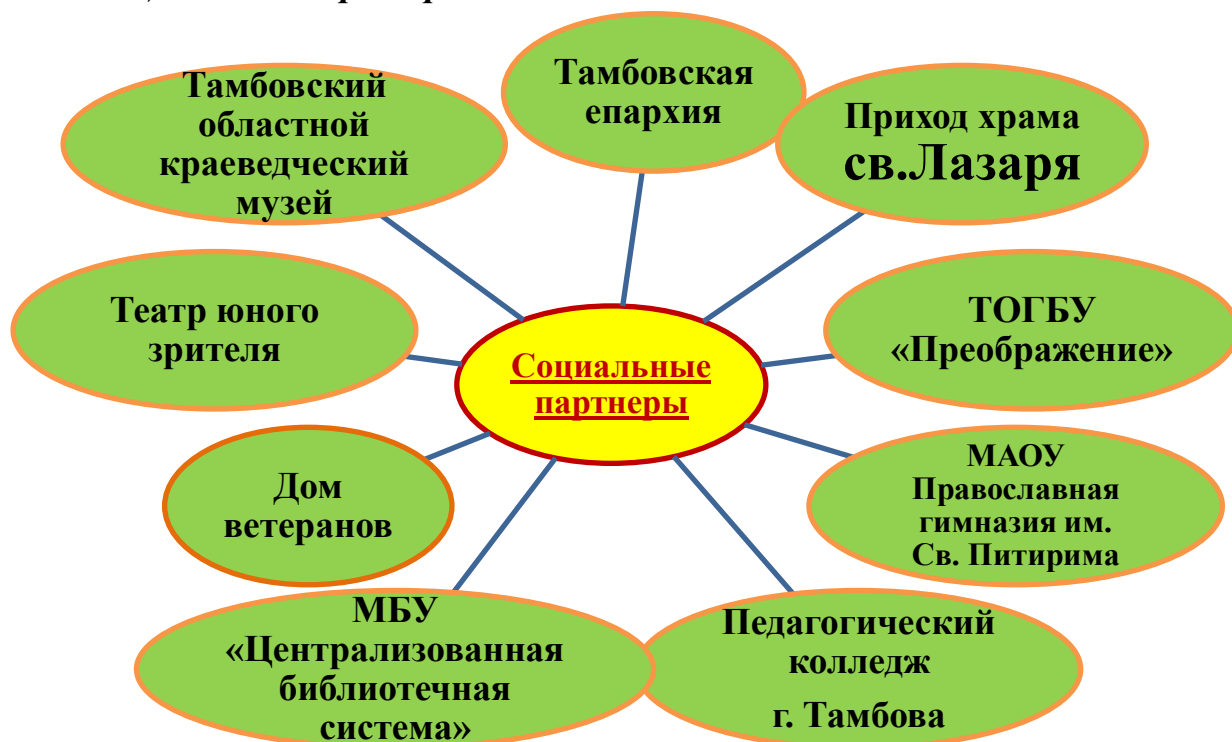 Тамбовская
епархия
Тамбовский
областной
краеведческий
музей
Приход храма
св.Лазаря
Театр юного
зрителя
ТОГБУ
«Преображение»
Социальные
партнеры
МАОУ
Православная
гимназия им.
Св. Питирима
Дом
ветеранов
МБУ
«Централизованная
библиотечная
система»
Педагогический
колледж
г. Тамбова